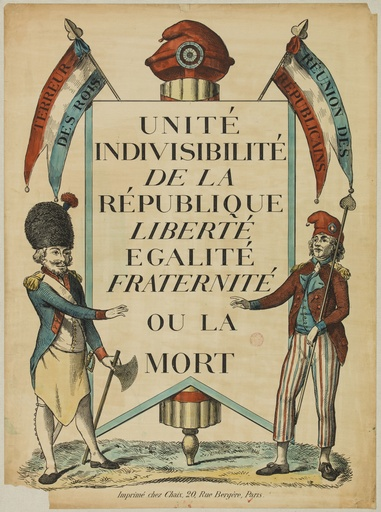 TERREUR
DES ROIS
RÉUNION DES
RÉPUBLICAINS
UNITÉ
INDIVISIBILITÉ
DE LA
RÉPUBLIQUE
LIBERTÉ
EGALITÉ
FRATERNITÉ
OU LA
MORT
Imprimé chez Chaix, 20, Rue Bergère, Paris